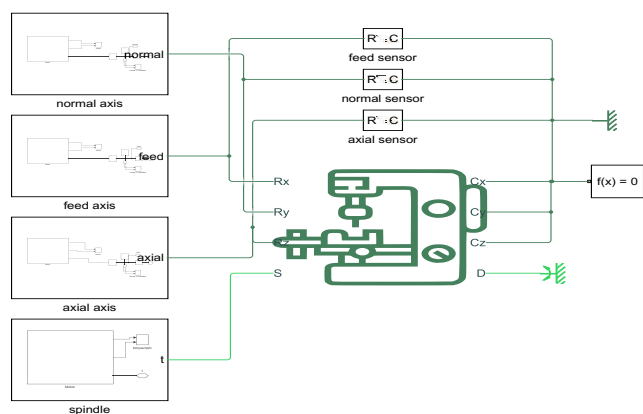 normal
normal axis
feed
feed axis
axial
axial axis
t
spindle
R C
feed sensor
R C
normal sensor
R C
axial sensor
Rx
Ry
Rz
S
Cx
Cy
Cz
D
f(x) = 0